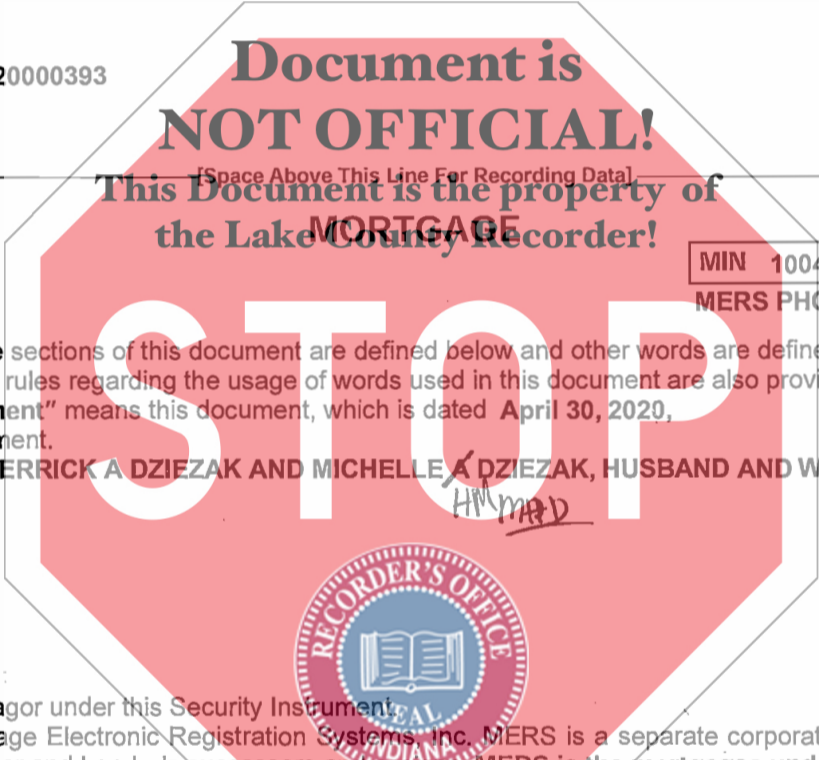 20000393
Document is
NOT OFFICIAL!
[Space Above This Line For Recording Data]
This Document is the property of
MORTGAGE
the Lake County Recorder!
MIN 1004
MERS PHO
STOP
sections of this document are defined below and other words are define
rules regarding the usage of words used in this document are also provi
ent” means this document, which is dated April 30, 2020,
ment.
ERRICK A DZIEZAK AND MICHELLE A DZIEZAK, HUSBAND AND W
HM
RECORDER'S OFFICE
SEAL
INDIANA
agor under this Security Instrument.
age Electronic Registration Systems, Inc. MERS is a separate corporat